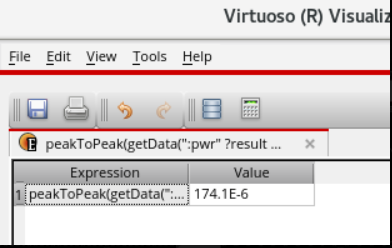 Virtuoso (R) Visualiz
File Edit View Tools Help
E peakToPeak(getData(":pwr" ?result ... ×
Expression Value
1 peakToPeak(getData(":... 174.1E-6